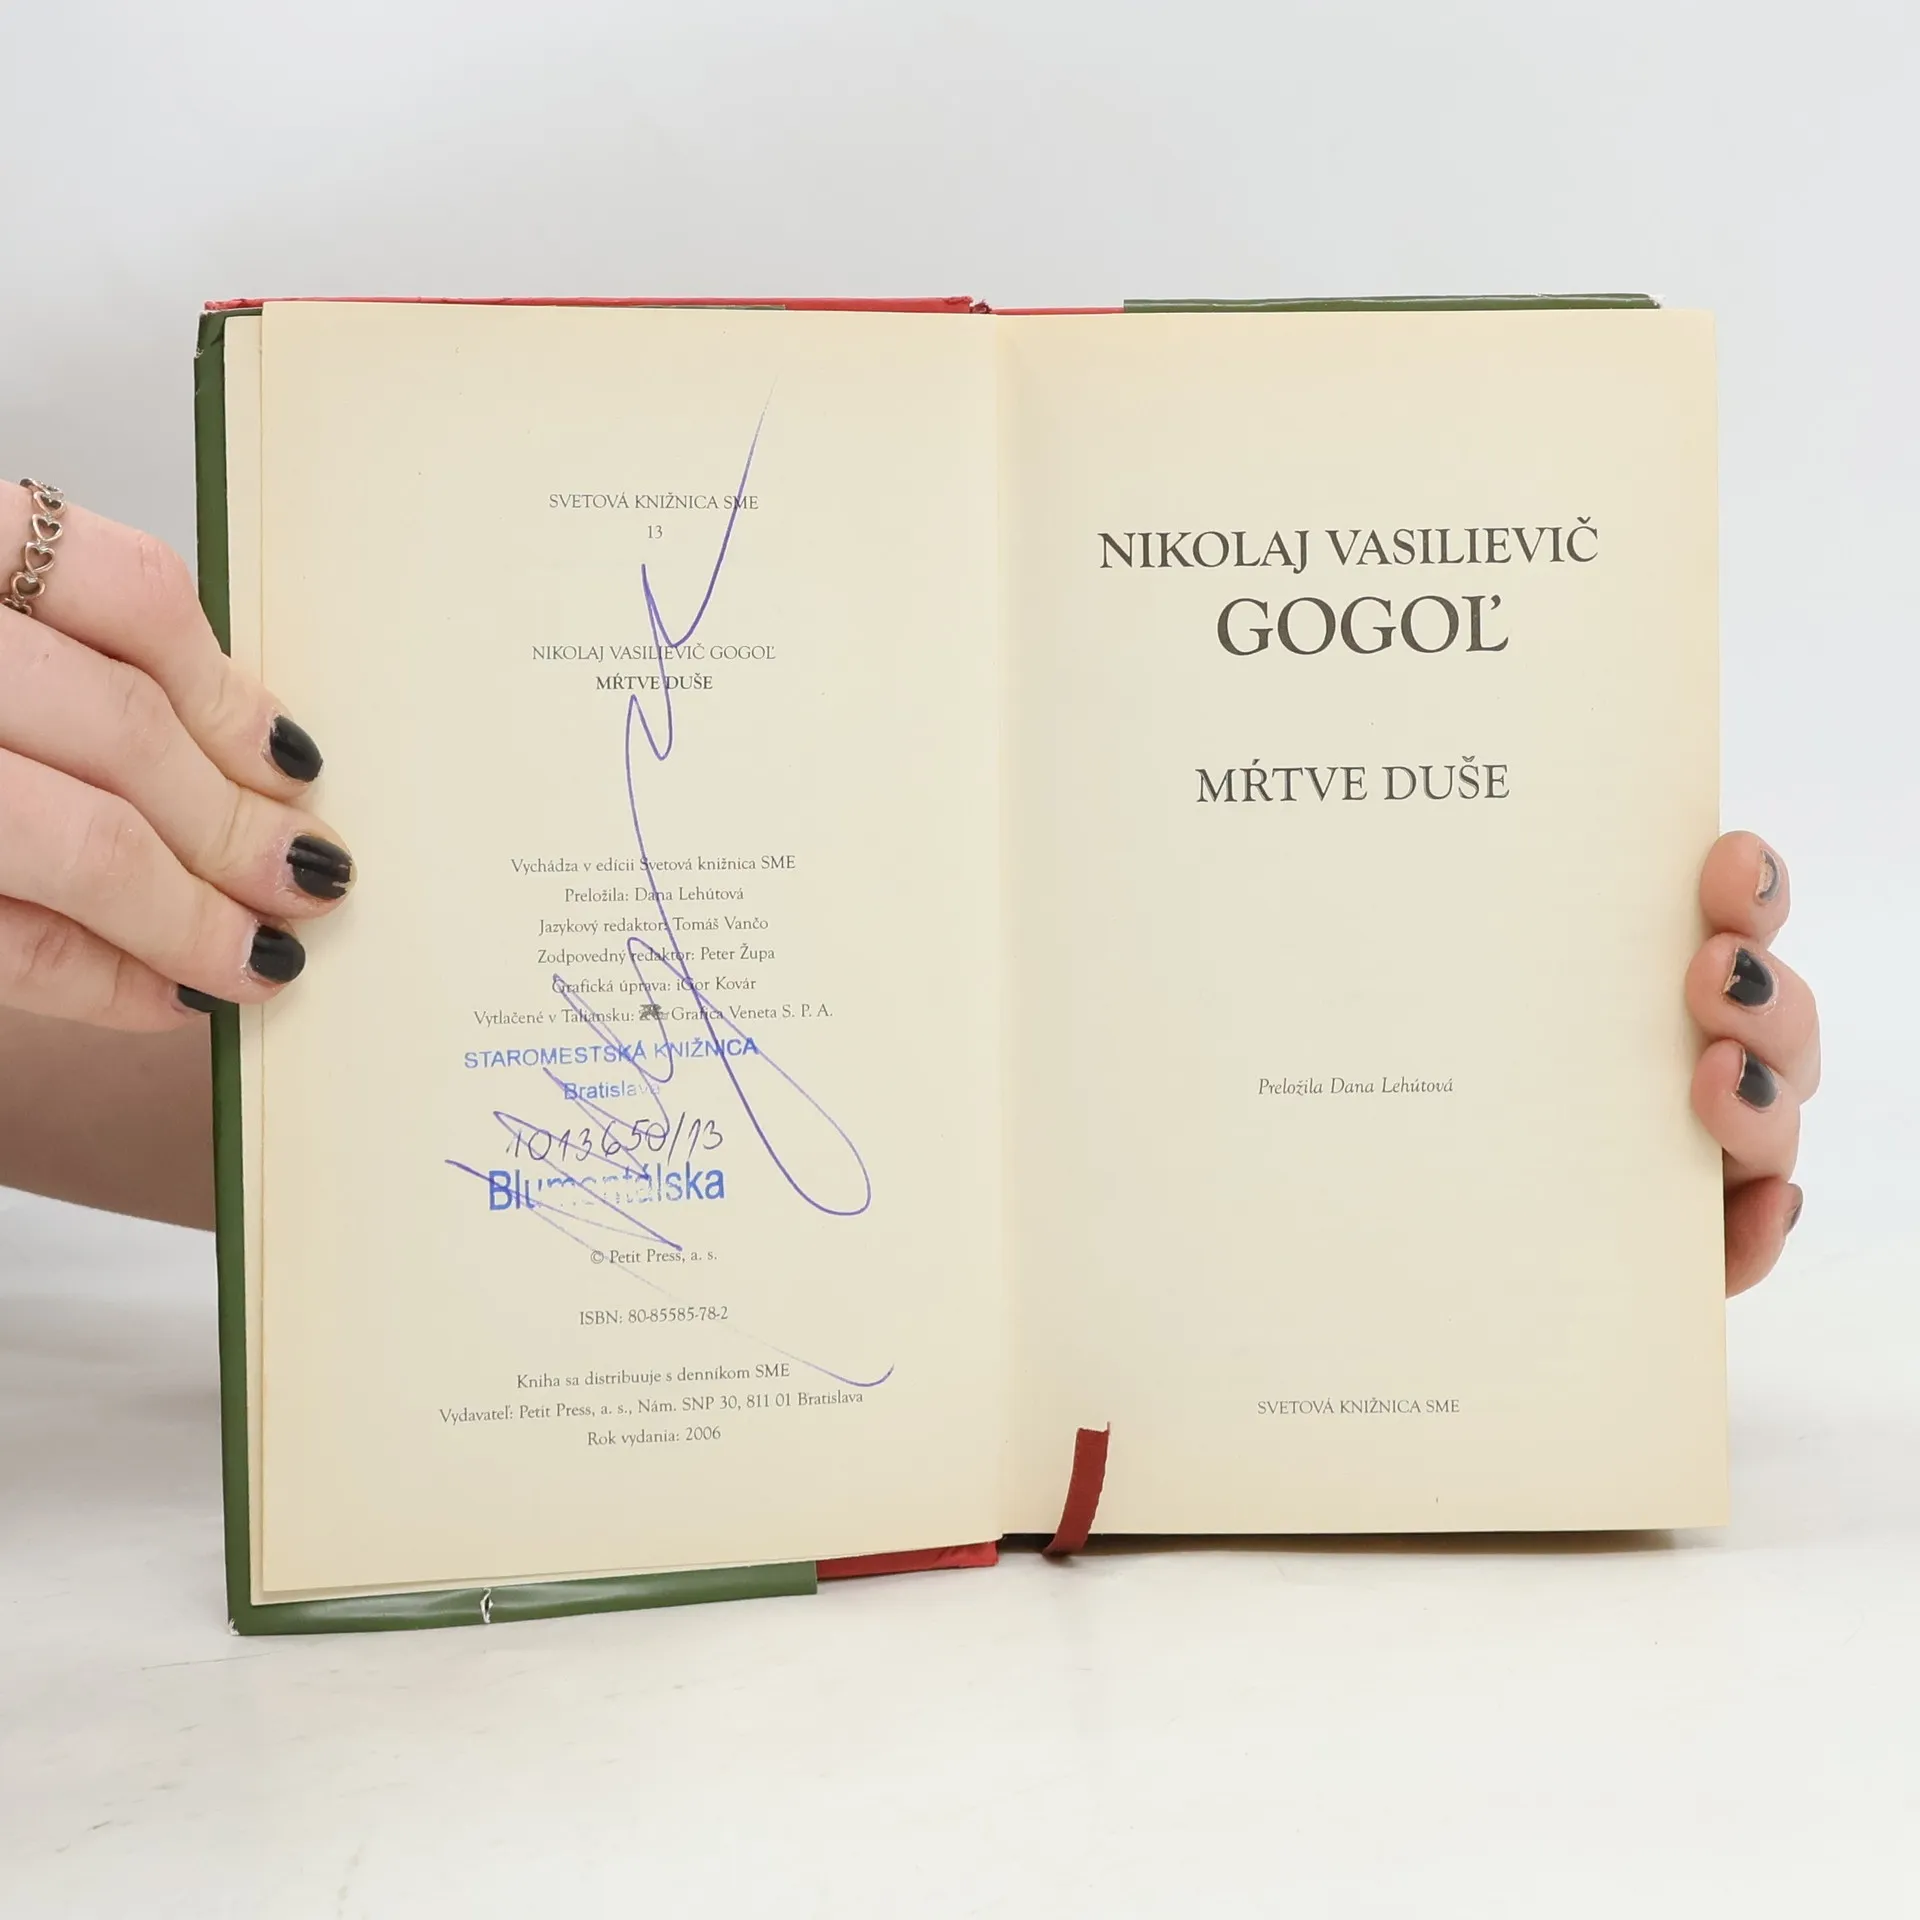 SVETOVÁ KNIŽNICA SME
13
NIKOLAJ VASILIEVIČ GOGOĽ
MŔTVE DUŠE
Vychádza v edícii Svetová knižnica SME
Preložila: Dana Lehútová
Jazykový redaktor: Tomáš Vančo
Zodpovedný redaktor: Peter Župa
Grafická úprava: iGor Kovár
Vytlačené v Taliansku: Grafica Veneta S. P. A.
STAROMESTSKÁ KNIŽNICA
Bratislava
1013650/13
Blumentálska
© Petit Press, a. s.
ISBN: 80-85585-78-2
Kniha sa distribuuje s denníkom SME
Vydavateľ: Petit Press, a. s., Nám. SNP 30, 811 01 Bratislava
Rok vydania: 2006
NIKOLAJ VASILIEVIČ
GOGOĽ
MŔTVE DUŠE
Preložila Dana Lehútová
SVETOVÁ KNIŽNICA SME